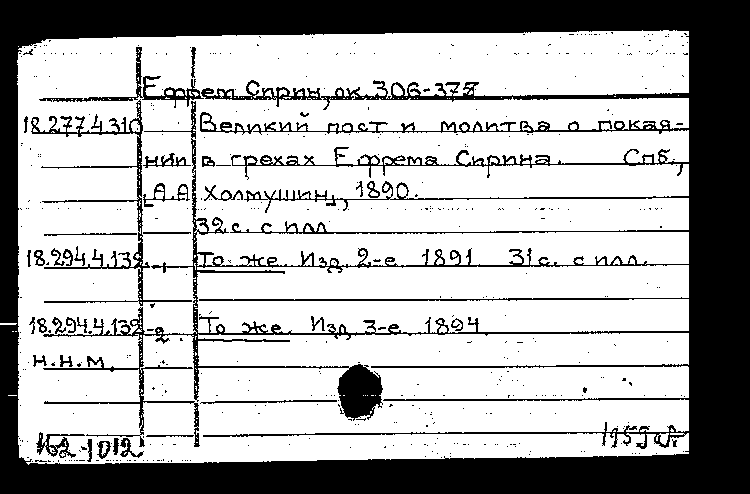 Ефрем Сирин, ок. 306-378
18.277.4.310 Великий пост и молитва о покая-
нии в грехах Ефрема Сирина. Спб.,
[А.А. Холмушин], 1890.
32 с. с илл.
18.294.4.132-1 То же. Изд. 2-е. 1891. 31 с. с илл.
18.294.4.132-2 То же. Изд. 3-е. 1894.
н.н.м.
162-1012 1959